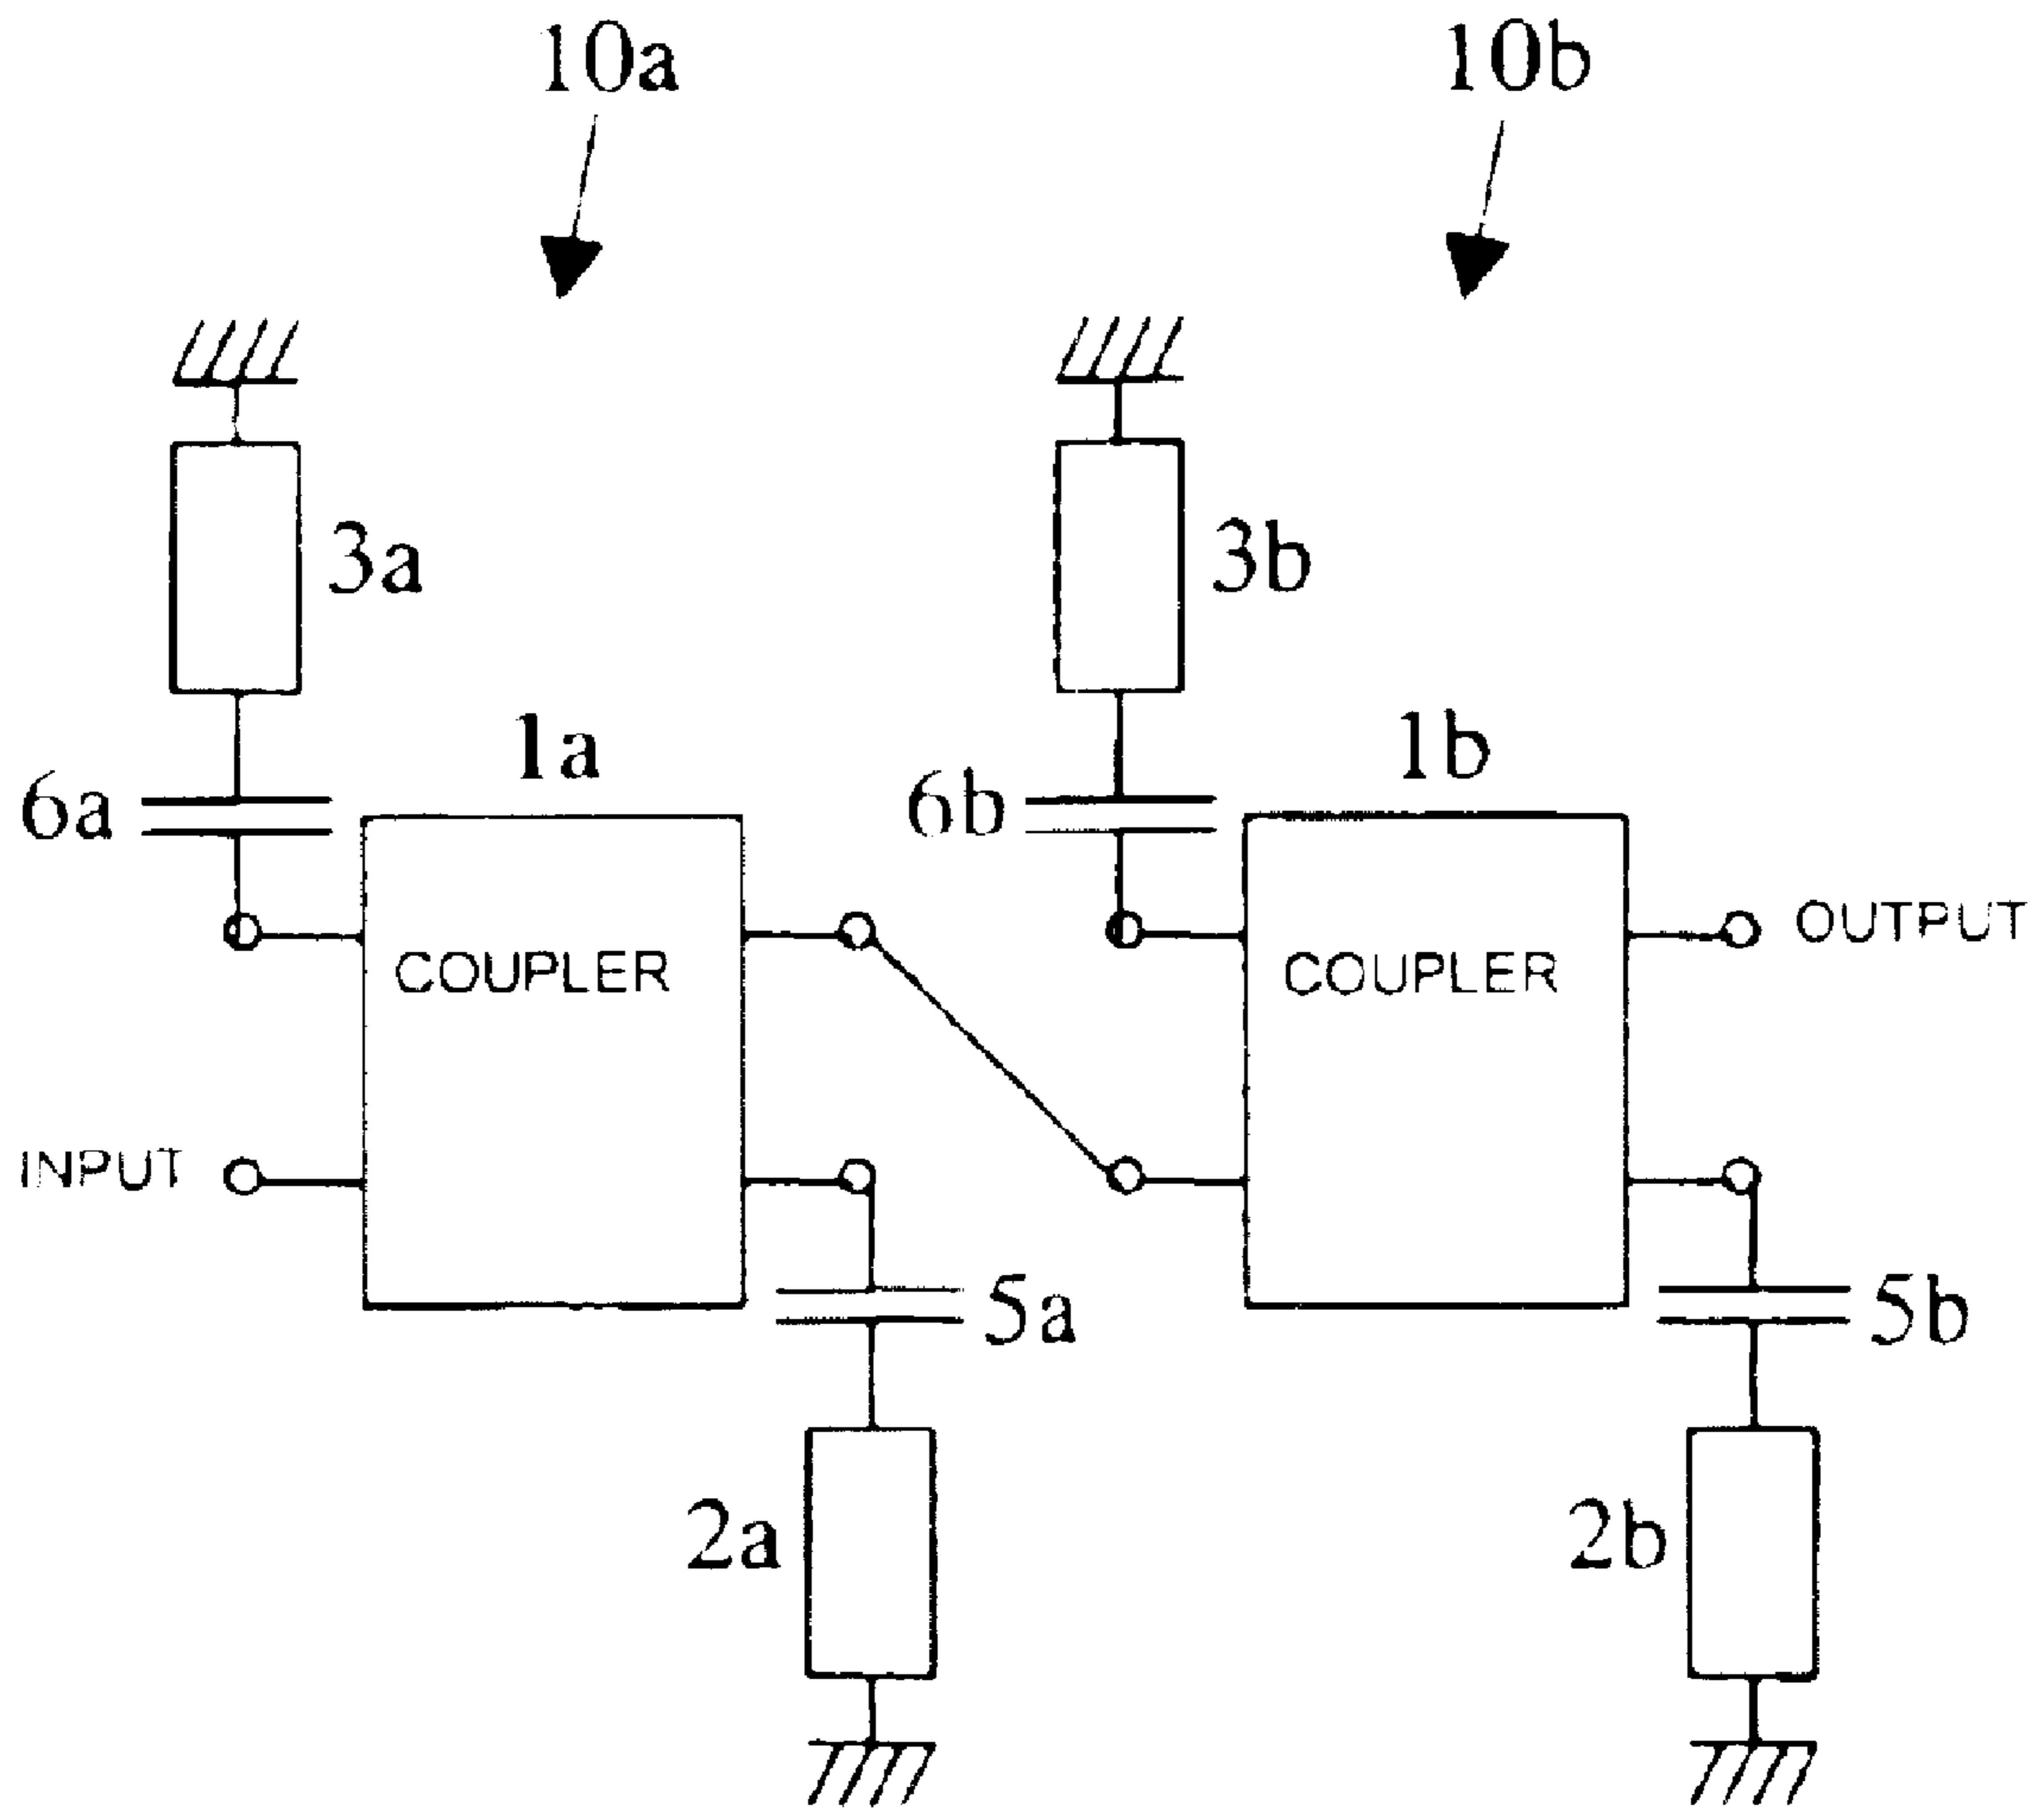 10a 10b
3a 3b
1a 1b
6a 6b
COUPLER COUPLER OUTPUT
INPUT
5a 5b
2a 2b